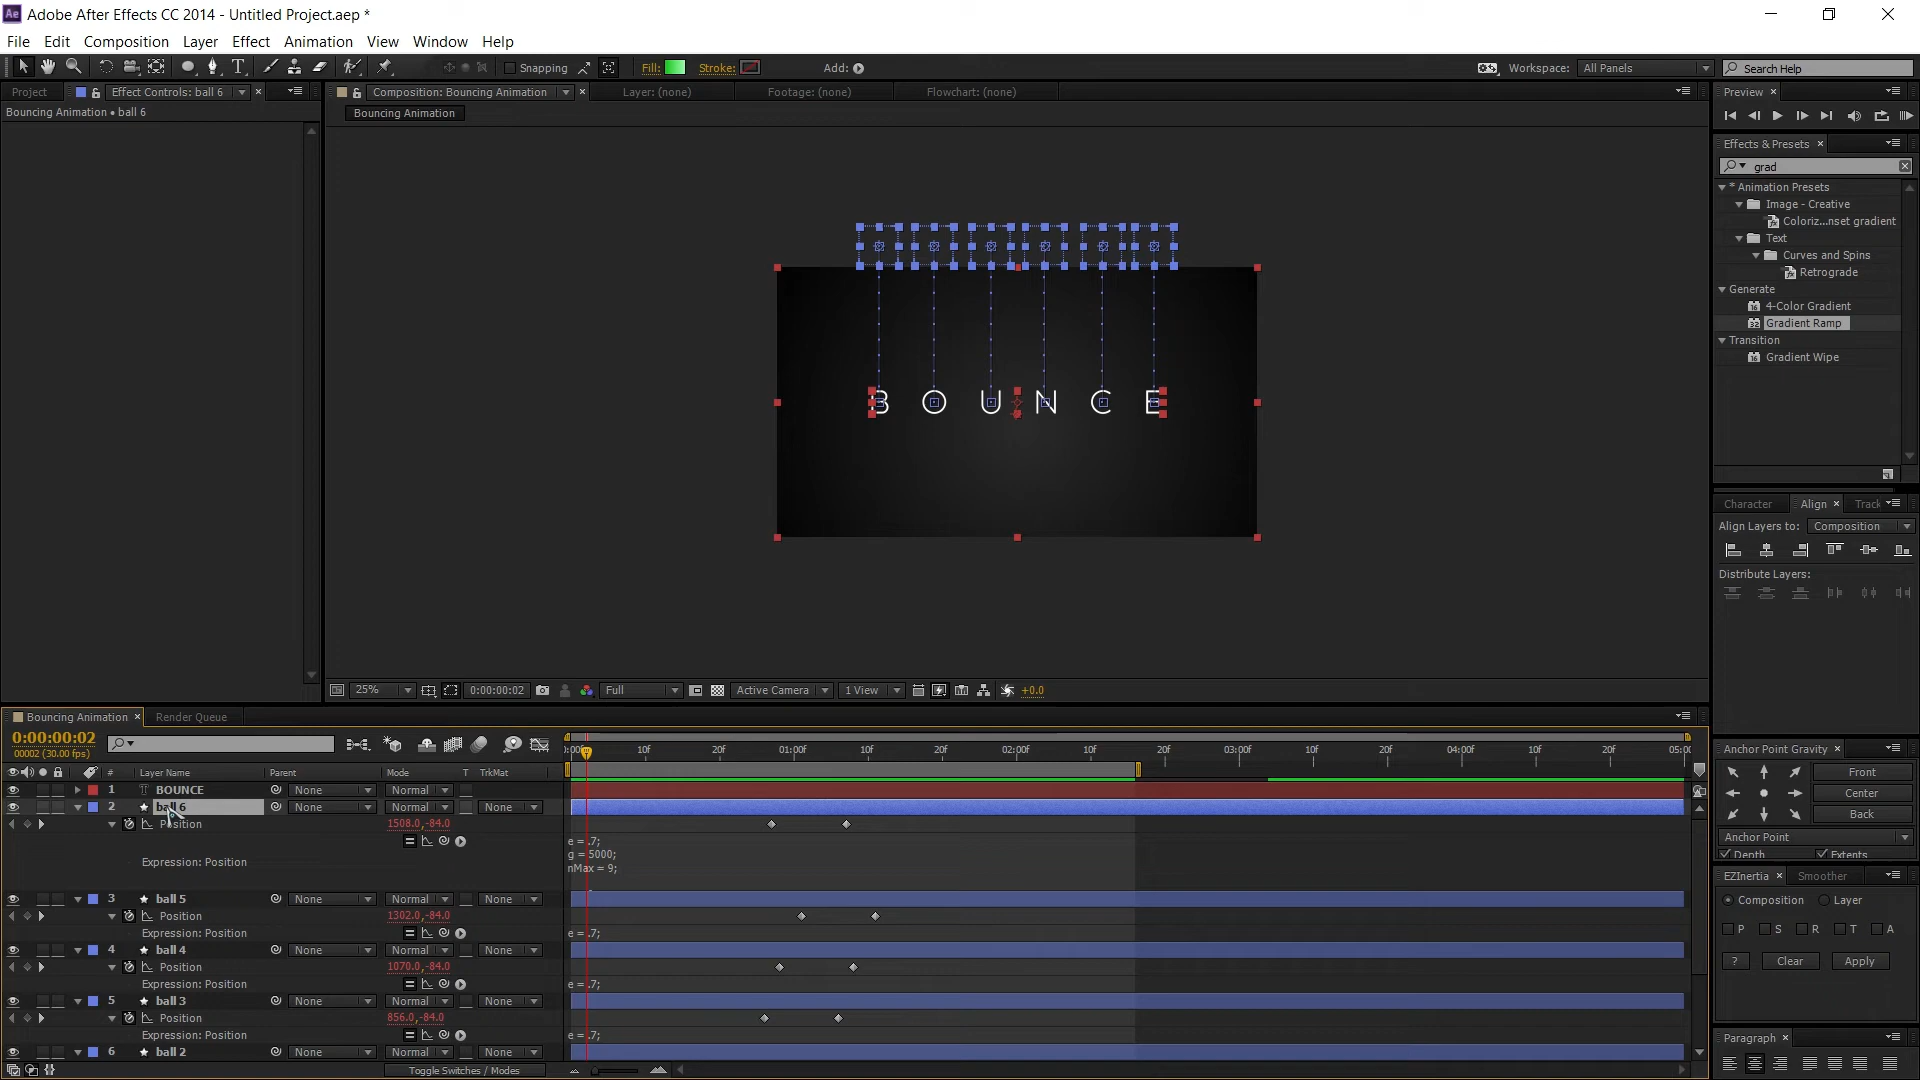 Adobe After Effects CC 2014 - Untitled Project.aep *
File Edit Composition Layer Effect Animation View Window Help
Snapping Fill: Stroke: Add: Workspace: All Panels Search Help
Project Effect Controls: ball 6 Composition: Bouncing Animation Layer: (none) Footage: (none) Flowchart: (none) Preview
Bouncing Animation • ball 6 Bouncing Animation
Effects & Presets
grad
* Animation Presets
Image - Creative
Coloriz...nset gradient
Text
Curves and Spins
Retrograde
Generate
4-Color Gradient
Gradient Ramp
Transition
Gradient Wipe
B O U N C E
Character Align Track
Align Layers to: Composition
Distribute Layers:
25% 0:00:00:02 Full Active Camera 1 View +0.0
Bouncing Animation Render Queue
0:00:00:02
00002 (30.00 fps)
10f 20f 01:00f 10f 20f 02:00f 10f 20f 03:00f 10f 20f 04:00f 10f 20f
# Layer Name Parent Mode T TrkMat
1 BOUNCE None Normal
2 ball 6 None Normal None
Position 1508.0,-84.0
Expression: Position
e = .7;
g = 5000;
nMax = 9;
3 ball 5 None Normal None
Position 1302.0,-84.0
Expression: Position e = .7;
4 ball 4 None Normal None
Position 1070.0,-84.0
Expression: Position e = .7;
5 ball 3 None Normal None
Position 856.0,-84.0
Expression: Position e = .7;
6 ball 2 None Normal None
Toggle Switches / Modes
Anchor Point Gravity
Front
Center
Back
Anchor Point
Depth Extents
EZInertia Smoother
Composition Layer
P S R T A
? Clear Apply
Paragraph